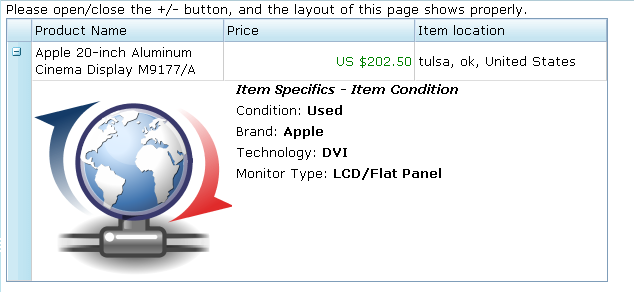 Please open/close the +/- button, and the layout of this page shows properly.
Product Name Price Item location
Apple 20-inch Aluminum
Cinema Display M9177/A
US $202.50 tulsa, ok, United States
Item Specifics - Item Condition
Condition: Used
Brand: Apple
Technology: DVI
Monitor Type: LCD/Flat Panel